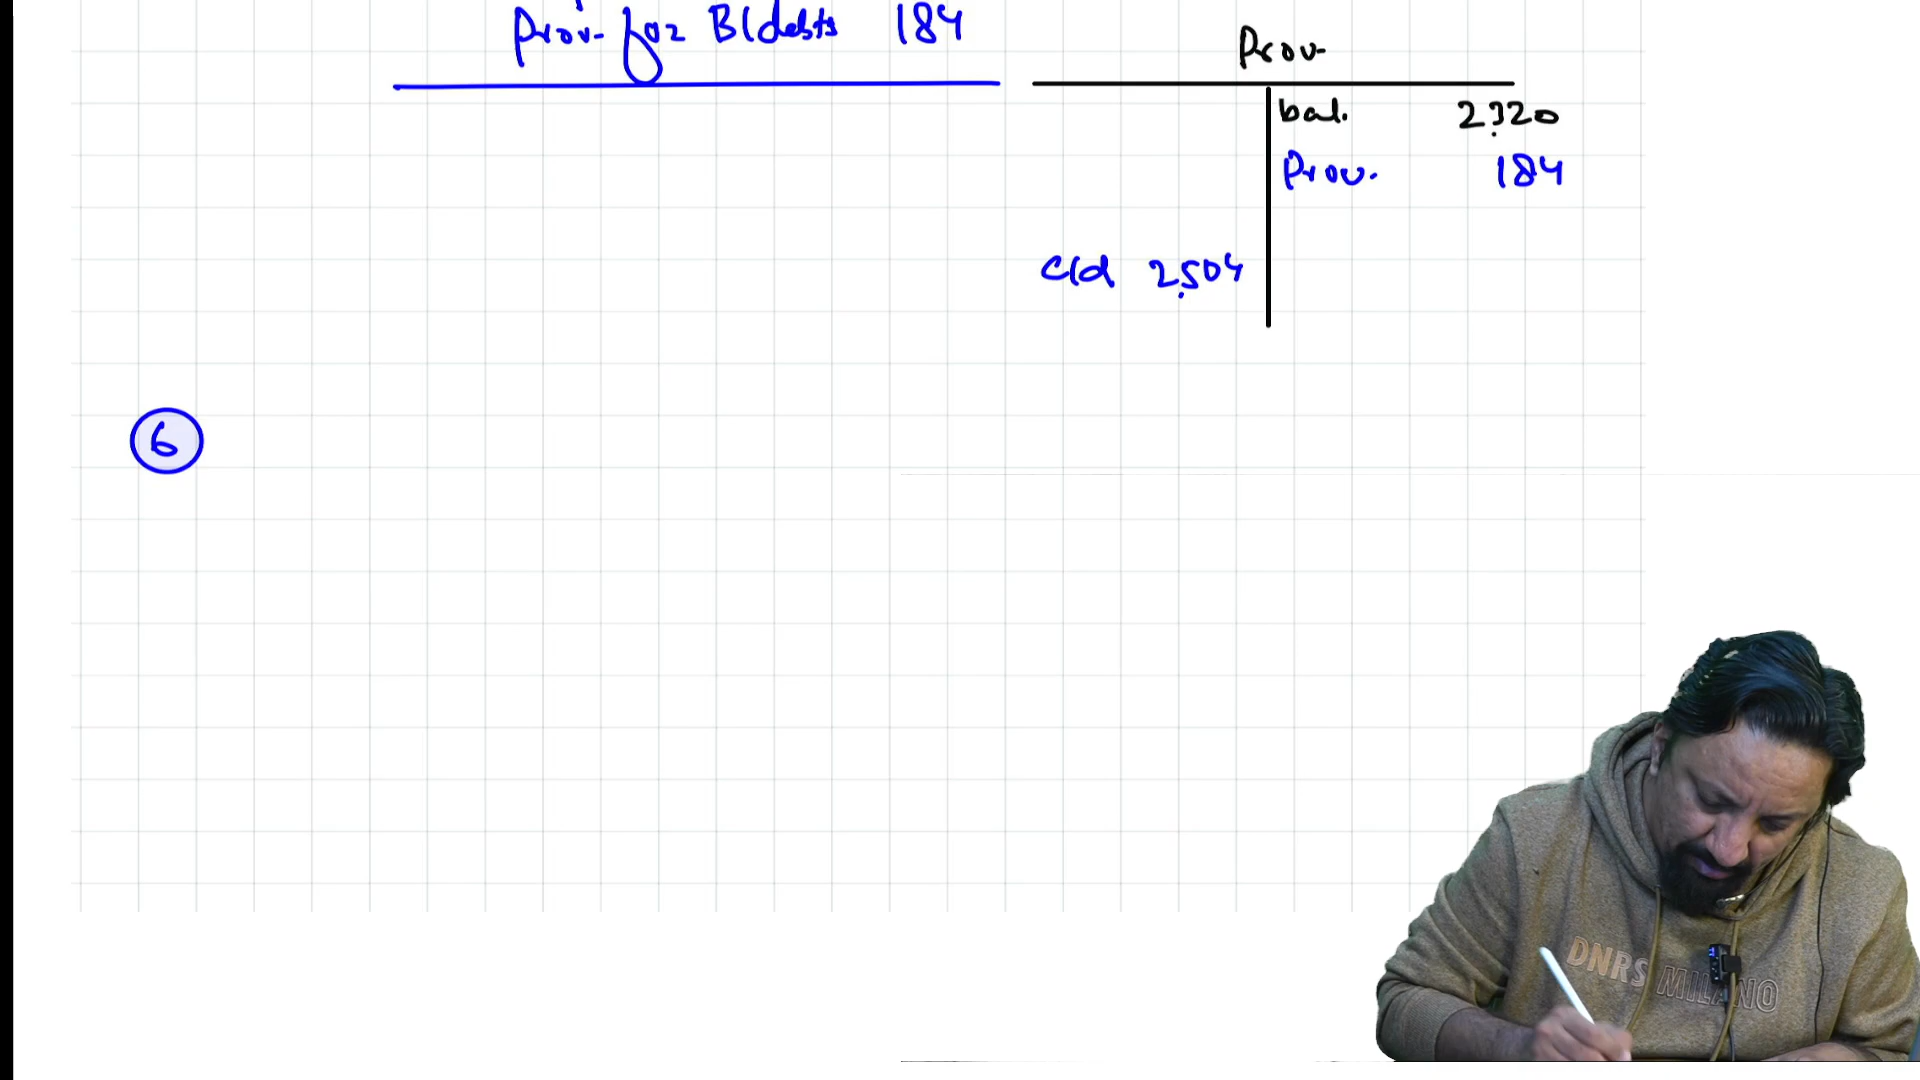 Prov. for B/debts 184
Prov.
bal. 2,320
Prov. 184
c/d 2,504
6
DNRS MILANO